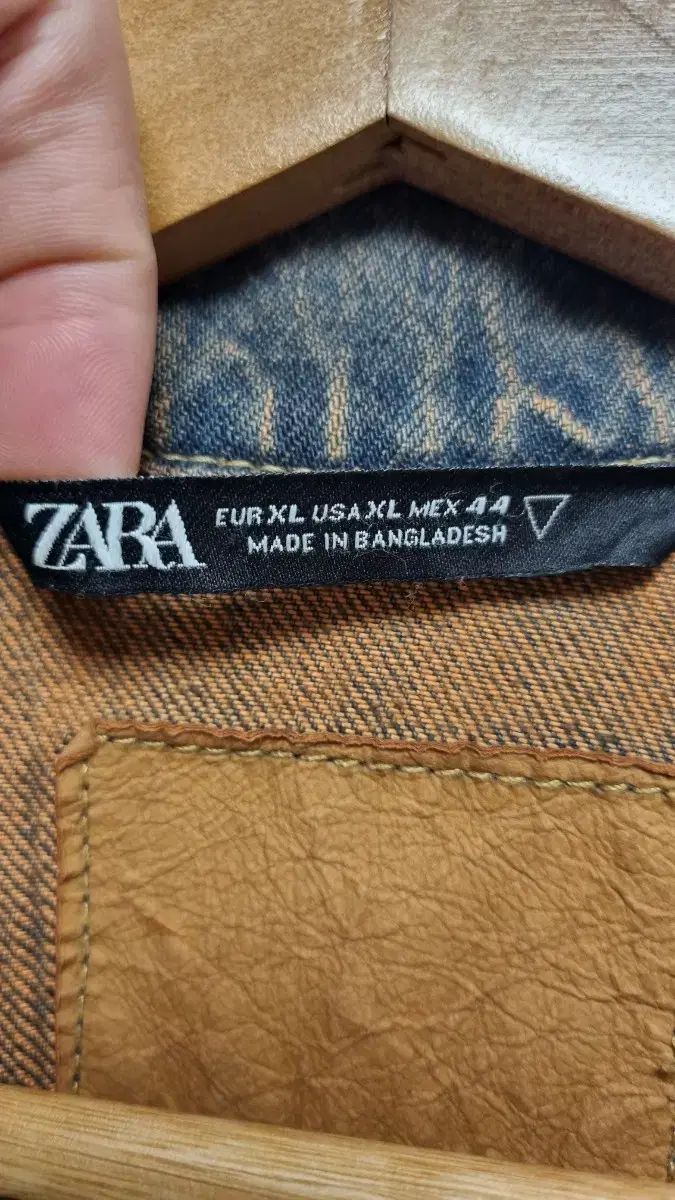 ZARA
EUR XL USA XL MEX 44
MADE IN BANGLADESH